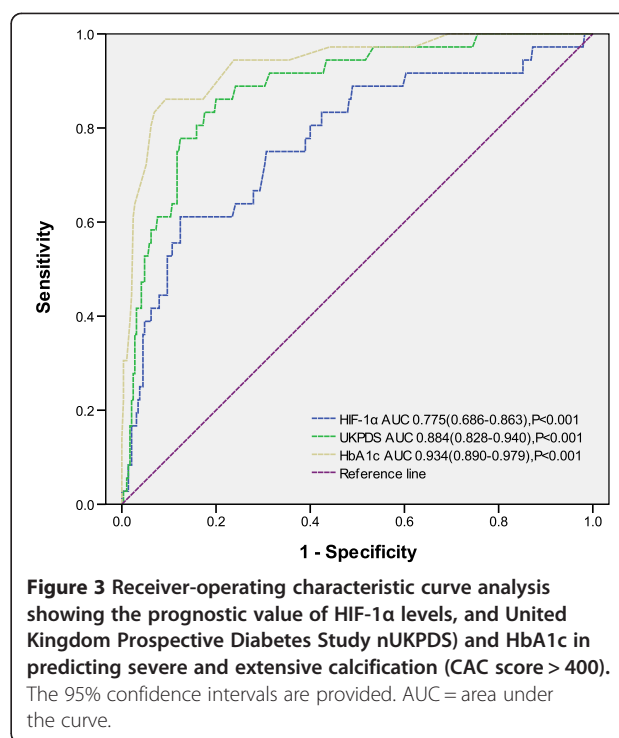 1.0
0.8
0.6
0.4
0.2
0.0
Sensitivity
HIF-1α AUC 0.775(0.686-0.863),P<0.001
UKPDS AUC 0.884(0.828-0.940),P<0.001
HbA1c AUC 0.934(0.890-0.979),P<0.001
Reference line
0.0 0.2 0.4 0.6 0.8 1.0
1 - Specificity
Figure 3 Receiver-operating characteristic curve analysis
showing the prognostic value of HIF-1α levels, and United
Kingdom Prospective Diabetes Study nUKPDS) and HbA1c in
predicting severe and extensive calcification (CAC score > 400).
The 95% confidence intervals are provided. AUC = area under
the curve.